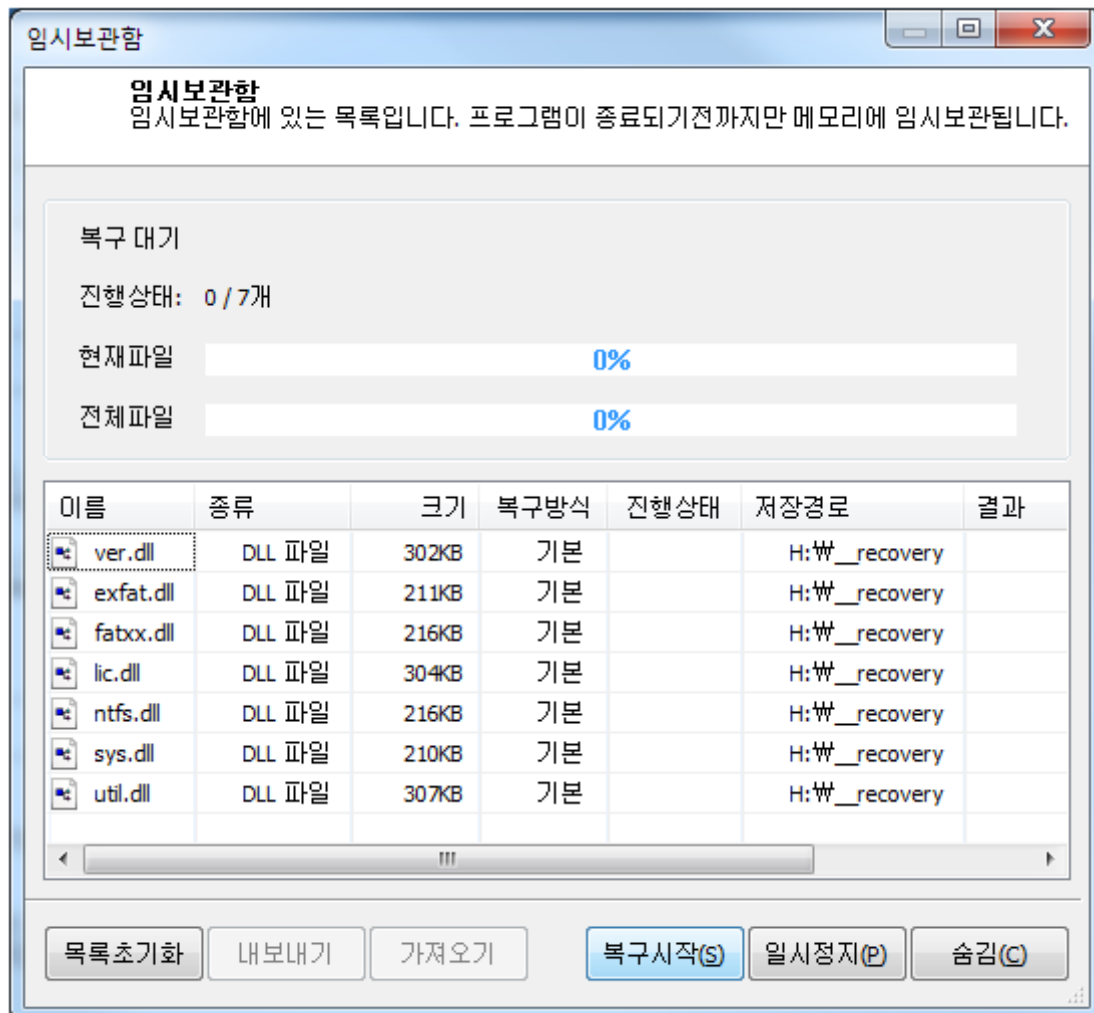 임시보관함
임시보관함
임시보관함에 있는 목록입니다. 프로그램이 종료되기전까지만 메모리에 임시보관됩니다.
복구 대기
진행상태: 0 / 7개
현재파일 0%
전체파일 0%
이름 종류 크기 복구방식 진행상태 저장경로 결과
ver.dll DLL 파일 302KB 기본 H:₩__recovery
exfat.dll DLL 파일 211KB 기본 H:₩__recovery
fatxx.dll DLL 파일 216KB 기본 H:₩__recovery
lic.dll DLL 파일 304KB 기본 H:₩__recovery
ntfs.dll DLL 파일 216KB 기본 H:₩__recovery
sys.dll DLL 파일 210KB 기본 H:₩__recovery
util.dll DLL 파일 307KB 기본 H:₩__recovery
목록초기화 내보내기 가져오기 복구시작(S) 일시정지(P) 숨김(C)